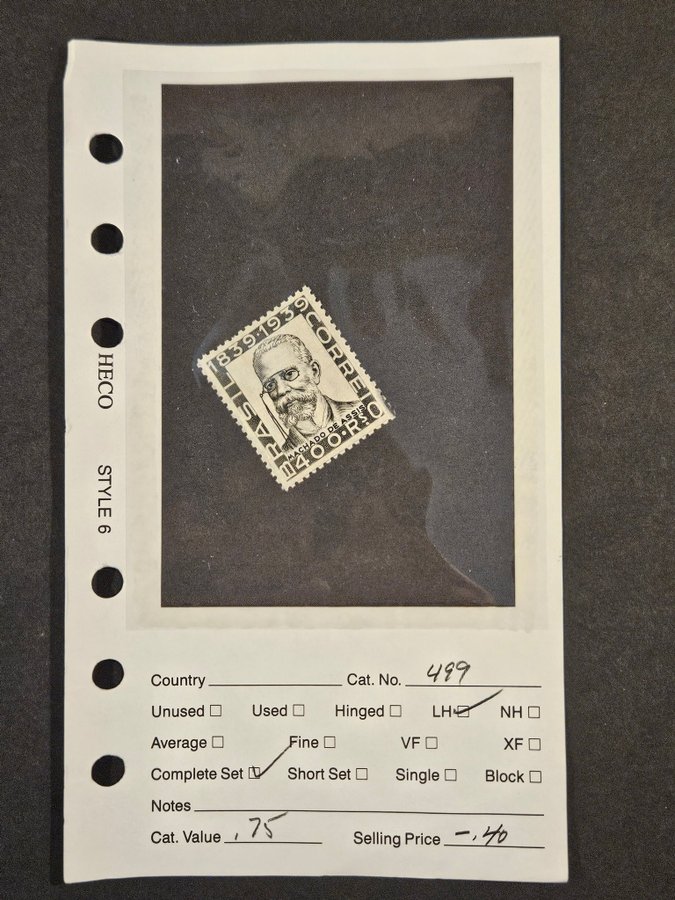 1839·1939
BRASIL
CORREIO
MACHADO DE ASSIS
400·Rs
HECO STYLE 6
Country Cat. No. 499
Unused Used Hinged LH NH
Average Fine VF XF
Complete Set Short Set Single Block
Notes
Cat. Value .75 Selling Price -.40